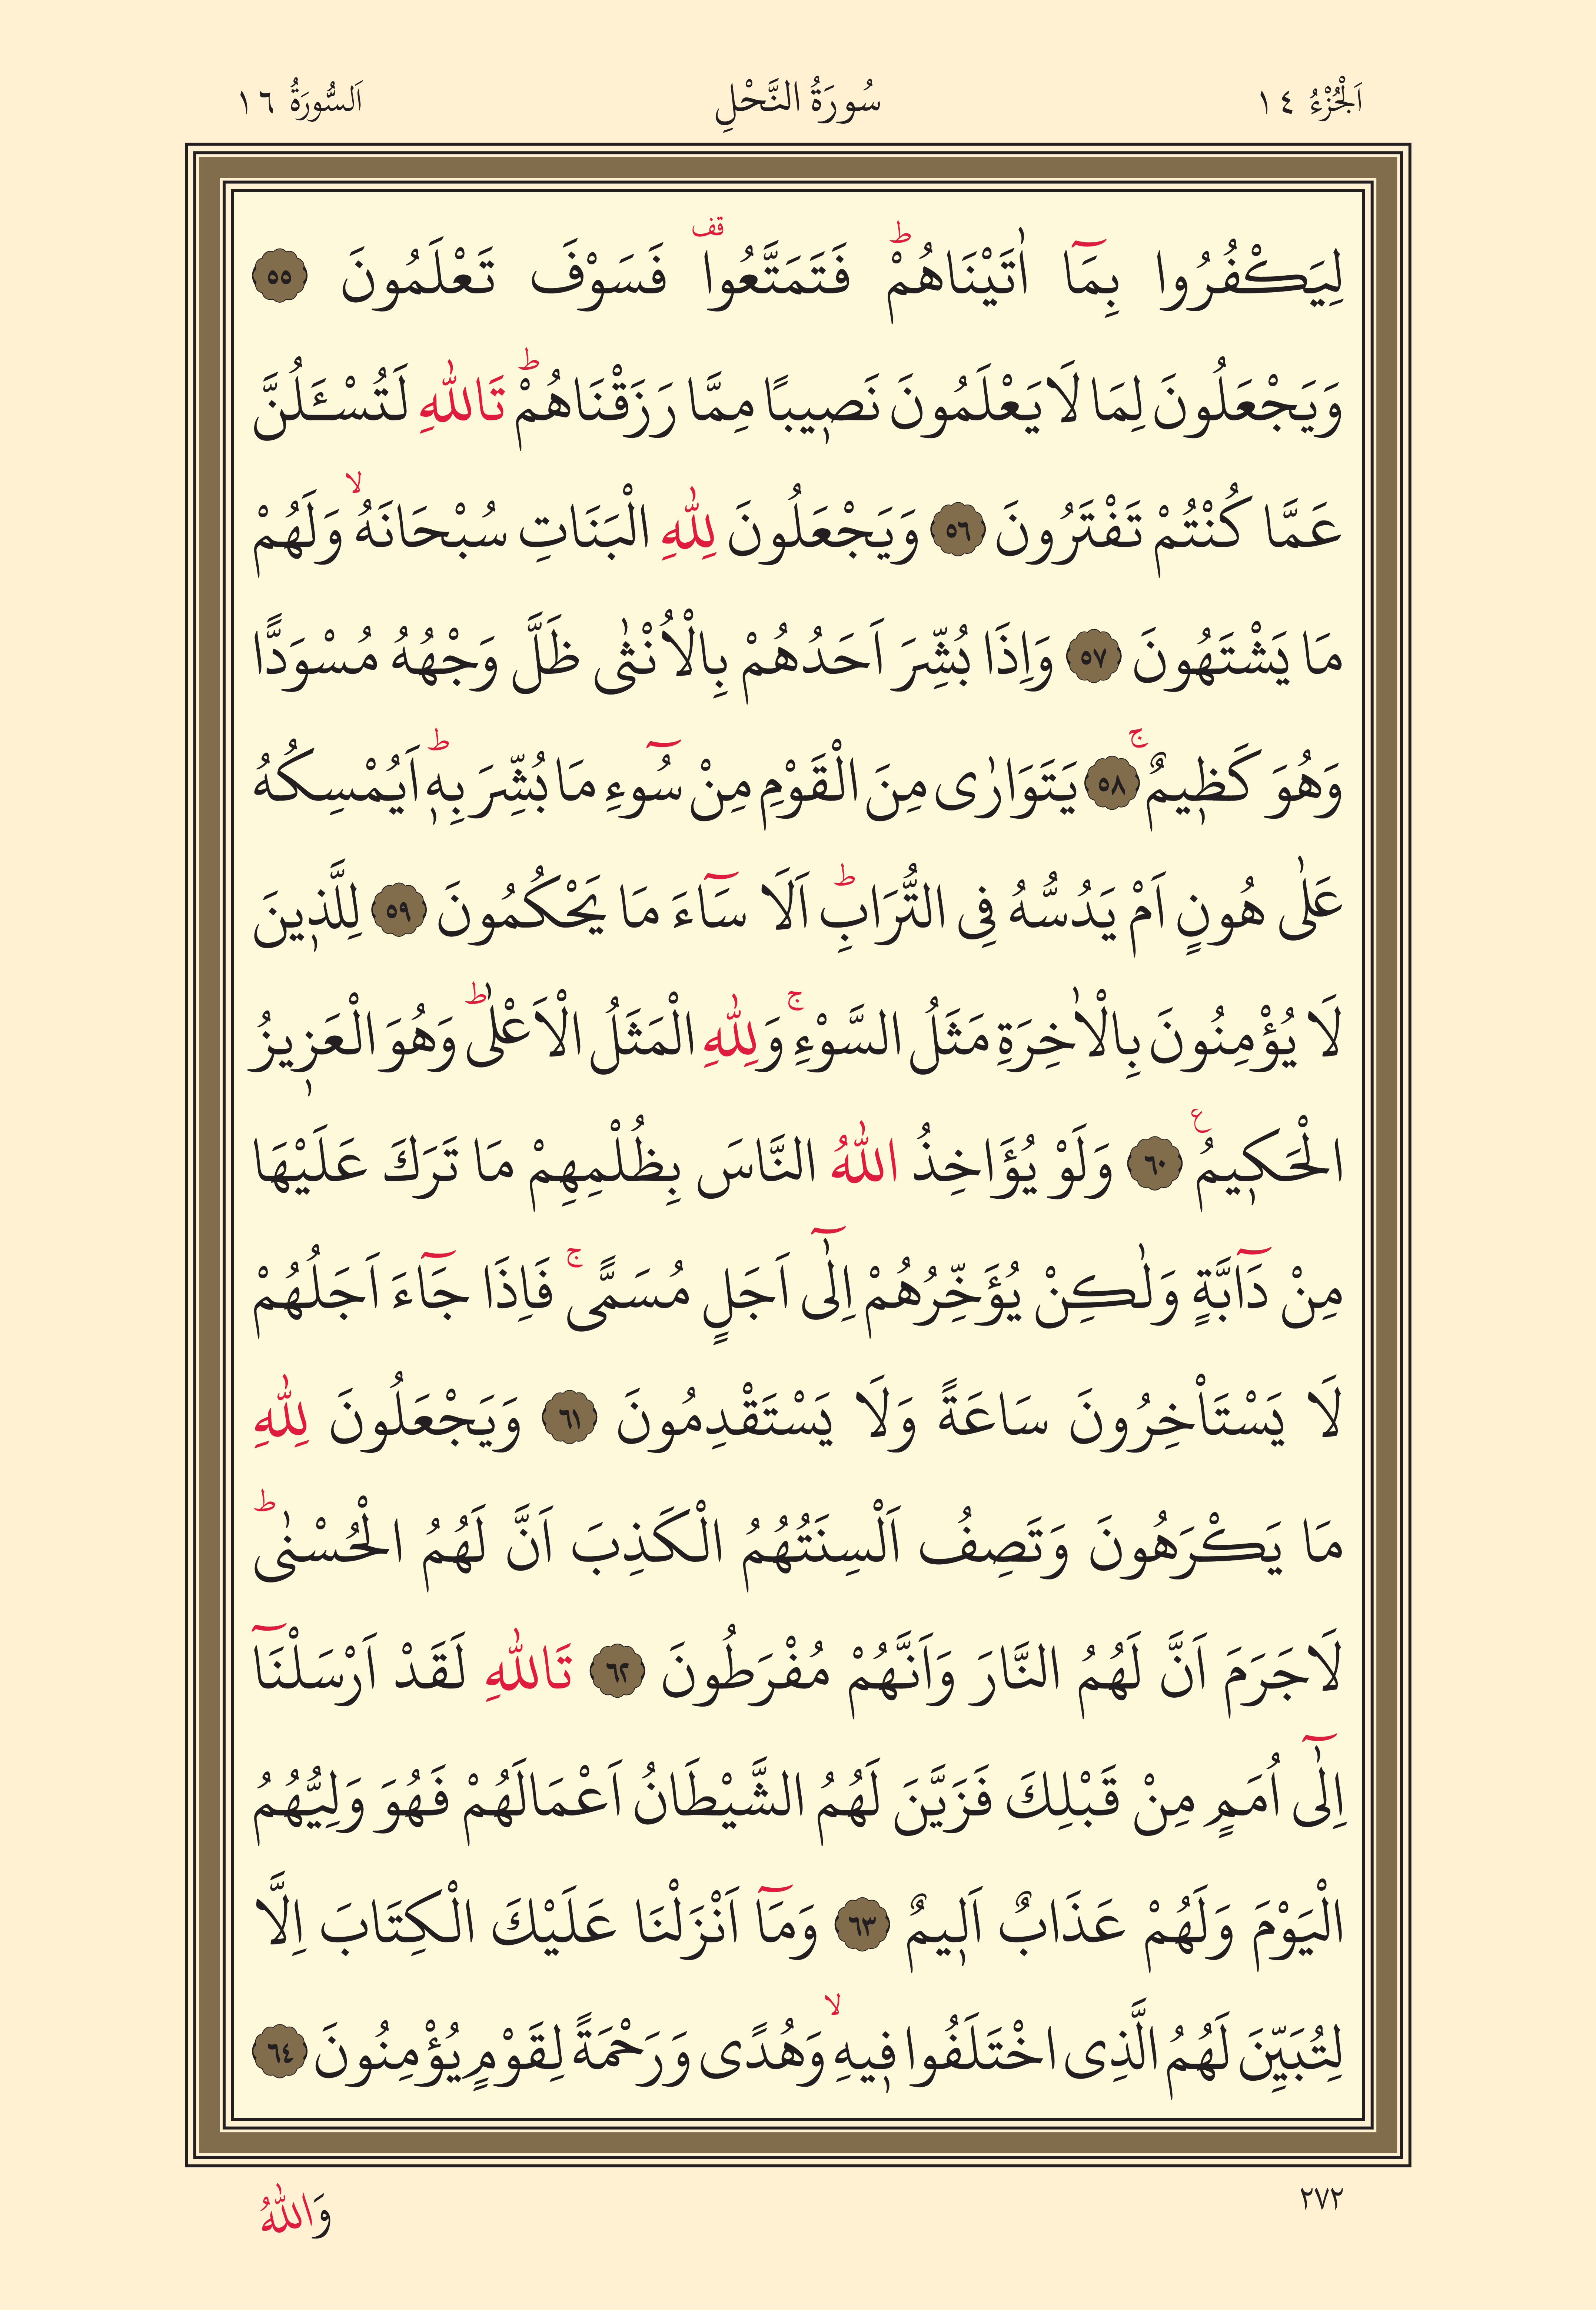 اَلْجُزْءُ ١٤
سُورَةُ النَّحْلِ
اَلسُّورَةُ ١٦
لِيَكْفُرُوا بِمَٓا اٰتَيْنَاهُمْۜ فَتَمَتَّعُوا۠ فَسَوْفَ تَعْلَمُونَ ٥٥
وَيَجْعَلُونَ لِمَا لَا يَعْلَمُونَ نَصٖيبًا مِمَّا رَزَقْنَاهُمْؕ تَاللّٰهِ لَتُسْـَٔلُنَّ
عَمَّا كُنْتُمْ تَفْتَرُونَ ٥٦ وَيَجْعَلُونَ لِلّٰهِ الْبَنَاتِ سُبْحَانَهُۙ وَلَهُمْ
مَا يَشْتَهُونَ ٥٧ وَاِذَا بُشِّرَ اَحَدُهُمْ بِالْاُنْثٰى ظَلَّ وَجْهُهُ مُسْوَدًّا
وَهُوَ كَظٖيمٌۚ ٥٨ يَتَوَارٰى مِنَ الْقَوْمِ مِنْ سُٓوءِ مَا بُشِّرَ بِهٖؕ اَيُمْسِكُهُ
عَلٰى هُونٍ اَمْ يَدُسُّهُ فِى التُّرَابِؕ اَلَا سَٓاءَ مَا يَحْكُمُونَ ٥٩ لِلَّذٖينَ
لَا يُؤْمِنُونَ بِالْاٰخِرَةِ مَثَلُ السَّوْءِۚ وَلِلّٰهِ الْمَثَلُ الْاَعْلٰىؕ وَهُوَ الْعَزٖيزُ
الْحَكٖيمُ ع ٦٠ وَلَوْ يُؤَاخِذُ اللّٰهُ النَّاسَ بِظُلْمِهِمْ مَا تَرَكَ عَلَيْهَا
مِنْ دَٓابَّةٍ وَلٰكِنْ يُؤَخِّرُهُمْ اِلٰٓى اَجَلٍ مُسَمًّىۚ فَاِذَا جَٓاءَ اَجَلُهُمْ
لَا يَسْتَاْخِرُونَ سَاعَةً وَلَا يَسْتَقْدِمُونَ ٦١ وَيَجْعَلُونَ لِلّٰهِ
مَا يَكْرَهُونَ وَتَصِفُ اَلْسِنَتُهُمُ الْكَذِبَ اَنَّ لَهُمُ الْحُسْنٰىؕ
لَاجَرَمَ اَنَّ لَهُمُ النَّارَ وَاَنَّهُمْ مُفْرَطُونَ ٦٢ تَاللّٰهِ لَقَدْ اَرْسَلْنَٓا
اِلٰٓى اُمَمٍ مِنْ قَبْلِكَ فَزَيَّنَ لَهُمُ الشَّيْطَانُ اَعْمَالَهُمْ فَهُوَ وَلِيُّهُمُ
الْيَوْمَ وَلَهُمْ عَذَابٌ اَلٖيمٌ ٦٣ وَمَٓا اَنْزَلْنَا عَلَيْكَ الْكِتَابَ اِلَّا
لِتُبَيِّنَ لَهُمُ الَّذِى اخْتَلَفُوا فٖيهِۙ وَهُدًى وَرَحْمَةً لِقَوْمٍ يُؤْمِنُونَ ٦٤
٢٧٢
وَاللّٰهُ